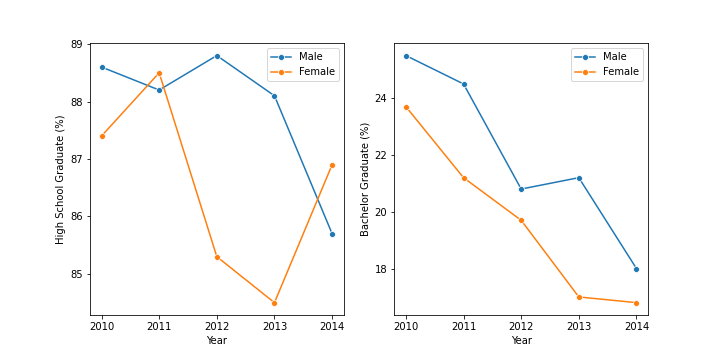 89
88
87
86
85
High School Graduate (%)
2010 2011 2012 2013 2014
Year
Male
Female
24
22
20
18
Bachelor Graduate (%)
2010 2011 2012 2013 2014
Year
Male
Female